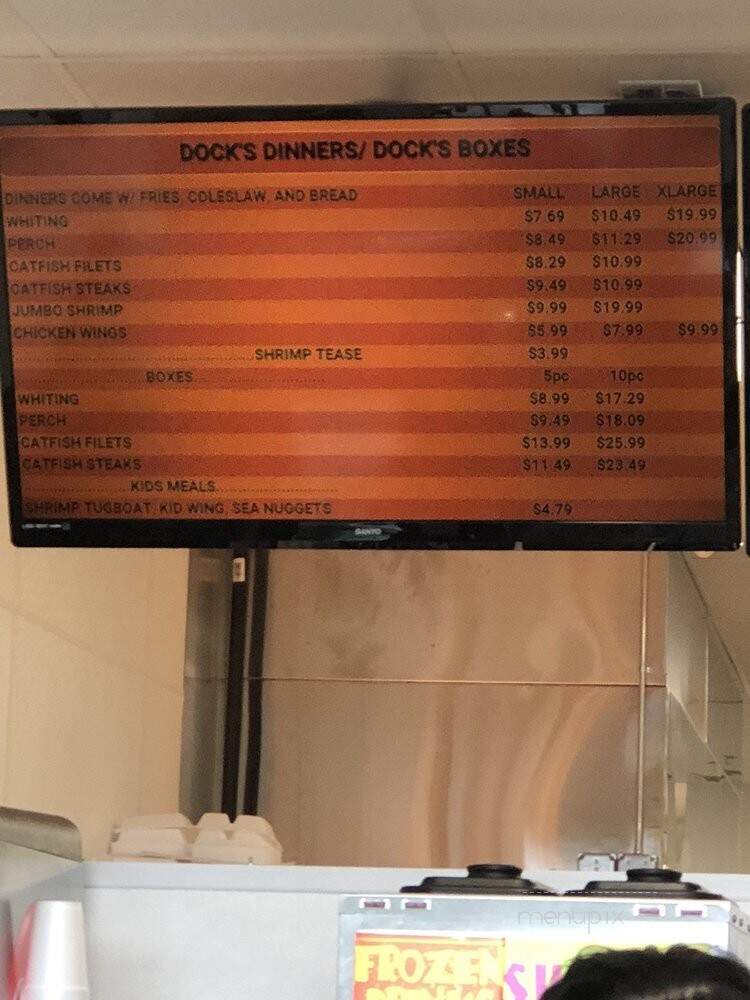 DOCK'S DINNERS/ DOCK'S BOXES
DINNERS COME W/ FRIES, COLESLAW, AND BREAD SMALL LARGE XLARGE
WHITING $7.69 $10.49 $19.99
PERCH $8.49 $11.29 $20.99
CATFISH FILETS $8.29 $10.99
CATFISH STEAKS $9.49 $10.99
JUMBO SHRIMP $9.99 $19.99
CHICKEN WINGS $5.99 $7.99 $9.99
SHRIMP TEASE $3.99
BOXES 5pc 10pc
WHITING $8.99 $17.29
PERCH $9.49 $18.09
CATFISH FILETS $13.99 $25.99
CATFISH STEAKS $11.49 $23.49
KIDS MEALS
SHRIMP TUGBOAT, KID WING, SEA NUGGETS $4.79
SANYO
menupix
FROZEN